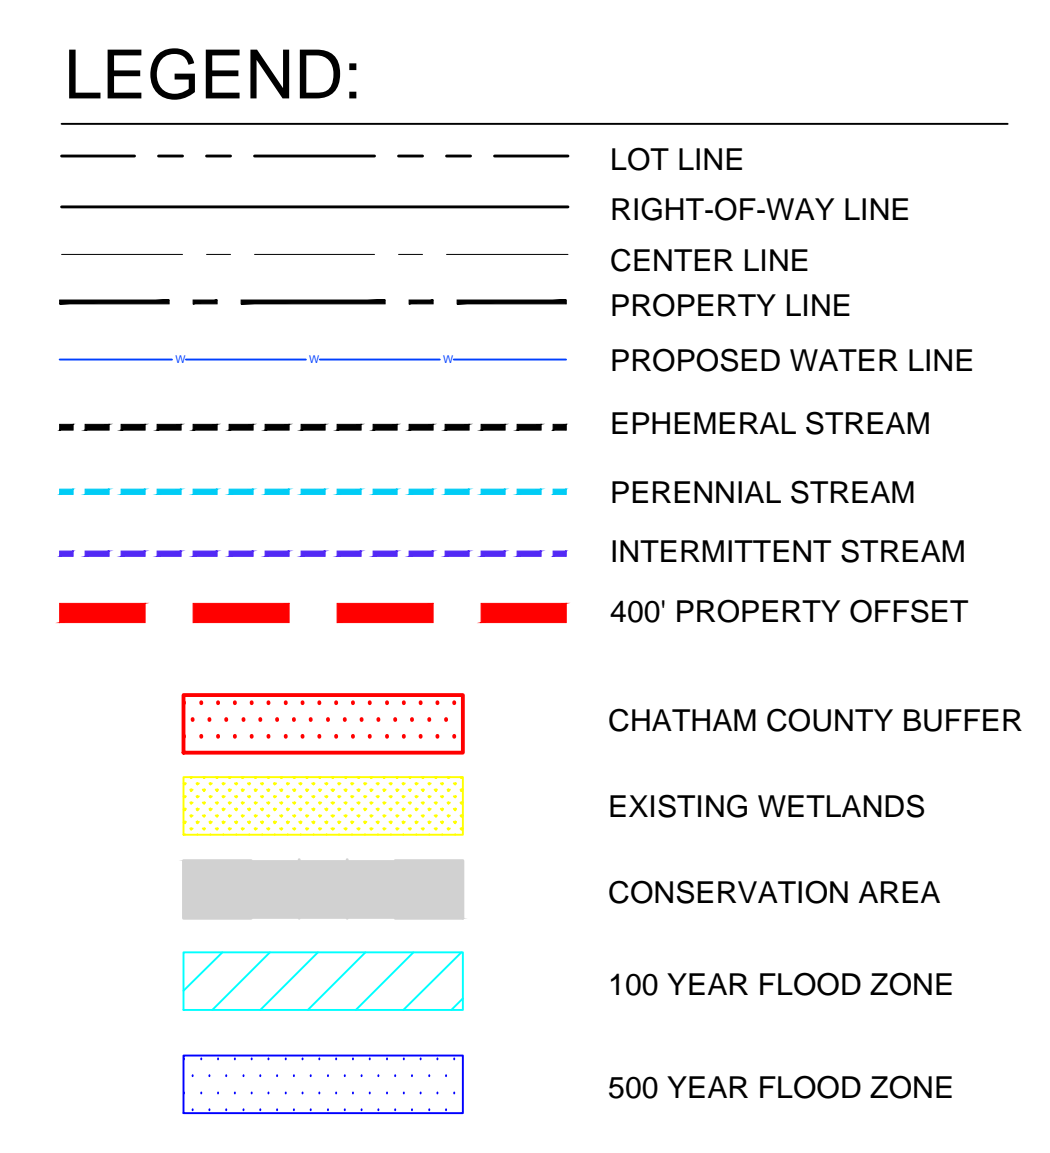 LEGEND:
LOT LINE
RIGHT-OF-WAY LINE
CENTER LINE
PROPERTY LINE
W W W PROPOSED WATER LINE
EPHEMERAL STREAM
PERENNIAL STREAM
INTERMITTENT STREAM
400' PROPERTY OFFSET
CHATHAM COUNTY BUFFER
EXISTING WETLANDS
CONSERVATION AREA
100 YEAR FLOOD ZONE
500 YEAR FLOOD ZONE